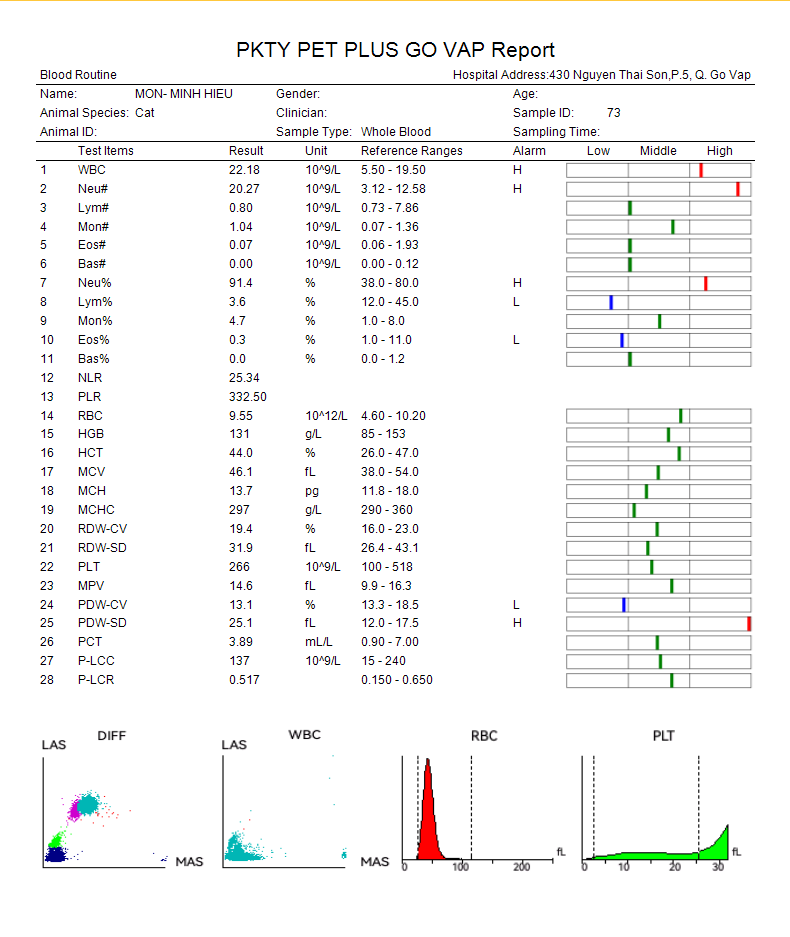 PKTY PET PLUS GO VAP Report
Blood Routine Hospital Address:430 Nguyen Thai Son,P.5, Q. Go Vap
Name: MON- MINH HIEU Gender: Age:
Animal Species: Cat Clinician: Sample ID: 73
Animal ID: Sample Type: Whole Blood Sampling Time:
Test Items Result Unit Reference Ranges Alarm Low Middle High
1 WBC 22.18 10^9/L 5.50 - 19.50 H
2 Neu# 20.27 10^9/L 3.12 - 12.58 H
3 Lym# 0.80 10^9/L 0.73 - 7.86
4 Mon# 1.04 10^9/L 0.07 - 1.36
5 Eos# 0.07 10^9/L 0.06 - 1.93
6 Bas# 0.00 10^9/L 0.00 - 0.12
7 Neu% 91.4 % 38.0 - 80.0 H
8 Lym% 3.6 % 12.0 - 45.0 L
9 Mon% 4.7 % 1.0 - 8.0
10 Eos% 0.3 % 1.0 - 11.0 L
11 Bas% 0.0 % 0.0 - 1.2
12 NLR 25.34
13 PLR 332.50
14 RBC 9.55 10^12/L 4.60 - 10.20
15 HGB 131 g/L 85 - 153
16 HCT 44.0 % 26.0 - 47.0
17 MCV 46.1 fL 38.0 - 54.0
18 MCH 13.7 pg 11.8 - 18.0
19 MCHC 297 g/L 290 - 360
20 RDW-CV 19.4 % 16.0 - 23.0
21 RDW-SD 31.9 fL 26.4 - 43.1
22 PLT 266 10^9/L 100 - 518
23 MPV 14.6 fL 9.9 - 16.3
24 PDW-CV 13.1 % 13.3 - 18.5 L
25 PDW-SD 25.1 fL 12.0 - 17.5 H
26 PCT 3.89 mL/L 0.90 - 7.00
27 P-LCC 137 10^9/L 15 - 240
28 P-LCR 0.517 0.150 - 0.650
DIFF WBC RBC PLT
LAS LAS
fL fL
MAS MAS
0 100 200 0 10 20 30